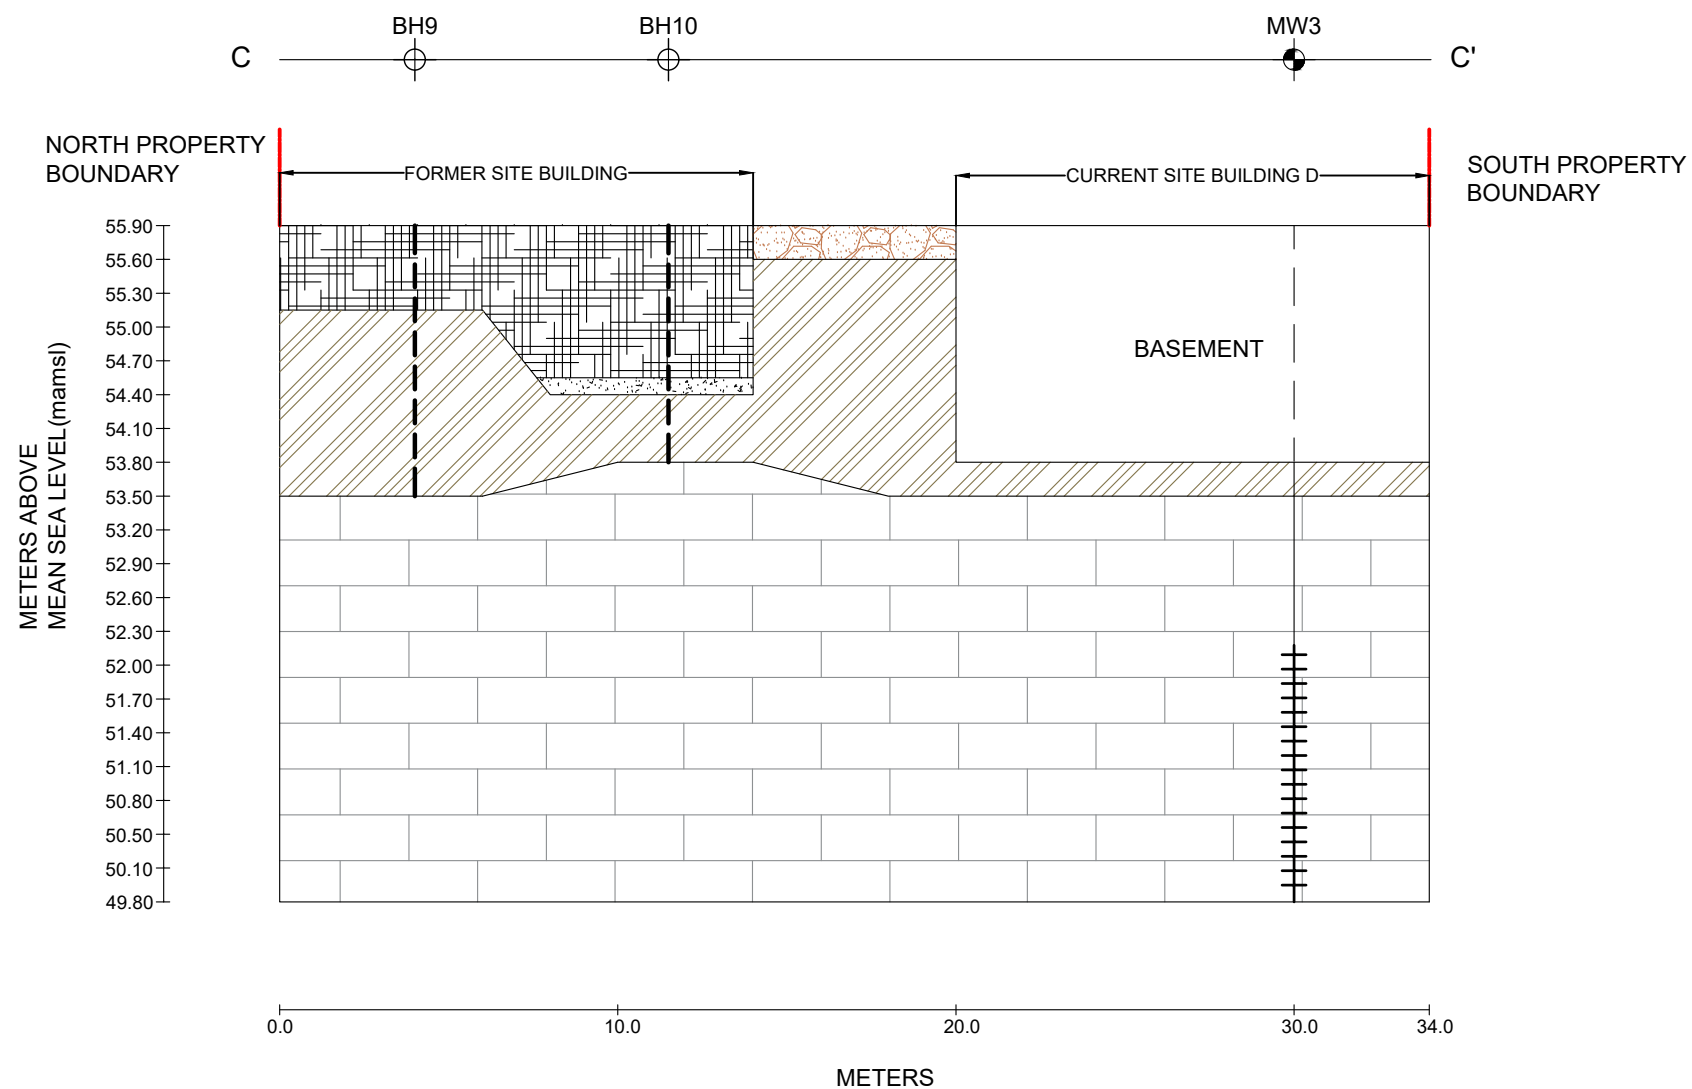 BH9
BH10
MW3
C
C'
NORTH PROPERTY
BOUNDARY
FORMER SITE BUILDING
CURRENT SITE BUILDING D
SOUTH PROPERTY
BOUNDARY
55.90
55.60
55.30
55.00
54.70
54.40
54.10
53.80
53.50
53.20
52.90
52.60
52.30
52.00
51.70
51.40
51.10
50.80
50.50
50.10
49.80
METERS ABOVE
MEAN SEA LEVEL(mamsl)
BASEMENT
0.0
10.0
20.0
30.0
34.0
METERS